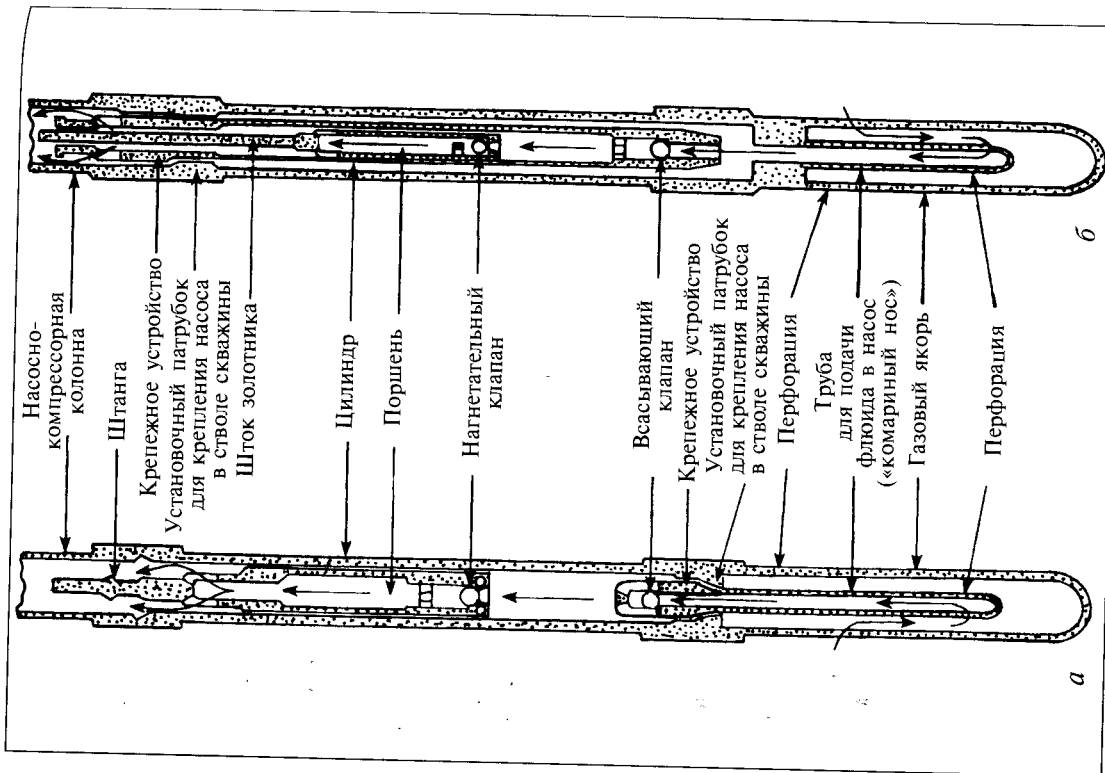 Насосно-
компрессорная
колонна
Штанга
Крепежное устройство
Установочный патрубок
для крепления насоса
в стволе скважины
Шток золотника
Цилиндр
Поршень
Нагнетательный
клапан
Всасывающий
клапан
Крепежное устройство
Установочный патрубок
для крепления насоса
в стволе скважины
Перфорация
Труба
для подачи
флюида в насос
(«комариный нос»)
Газовый якорь
Перфорация
а
б